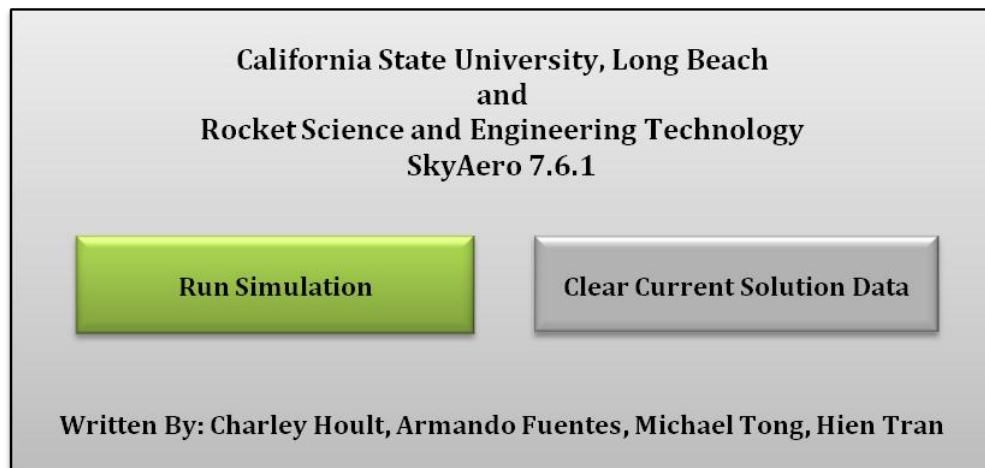 California State University, Long Beach
and
Rocket Science and Engineering Technology
SkyAero 7.6.1
Run Simulation
Clear Current Solution Data
Written By: Charley Hoult, Armando Fuentes, Michael Tong, Hien Tran